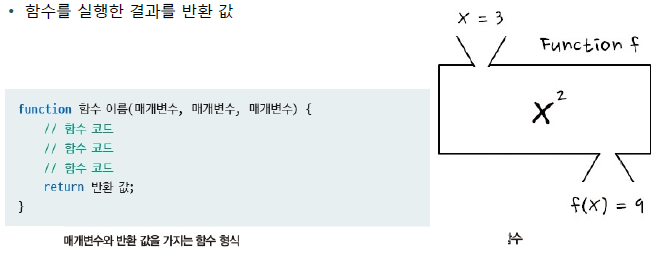 • 함수를 실행한 결과를 반환 값
function 함수 이름(매개변수, 매개변수, 매개변수) {
// 함수 코드
// 함수 코드
// 함수 코드
return 반환 값;
}
매개변수와 반환 값을 가지는 함수 형식
x = 3
Function f
x²
f(x) = 9